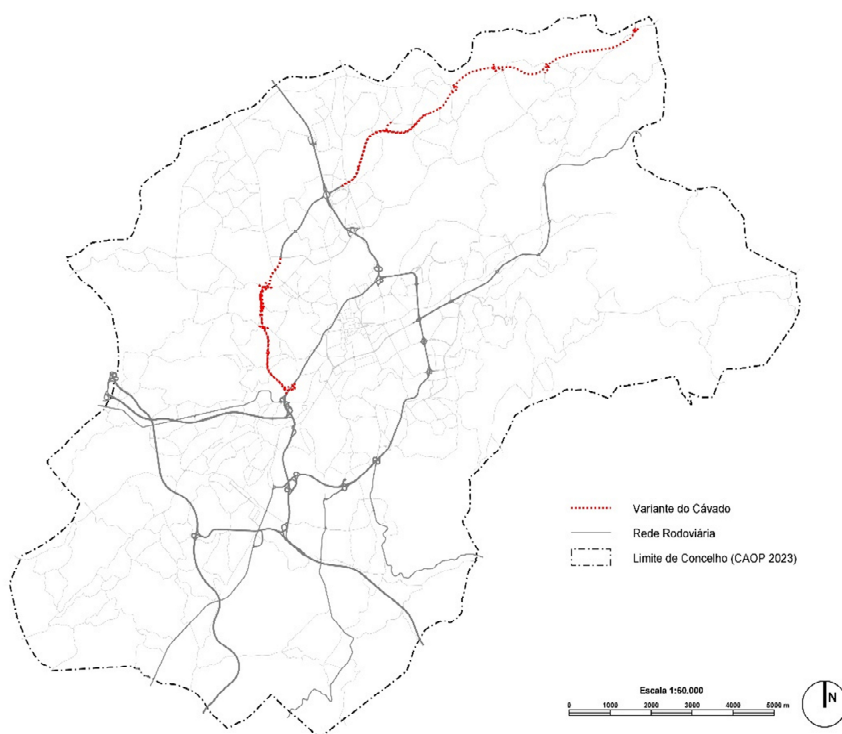 Variante do Cávado
Rede Rodoviária
Limite de Concelho (CAOP 2023)
Escala 1:60.000
0 1000 2000 3000 4000 5000 m
N